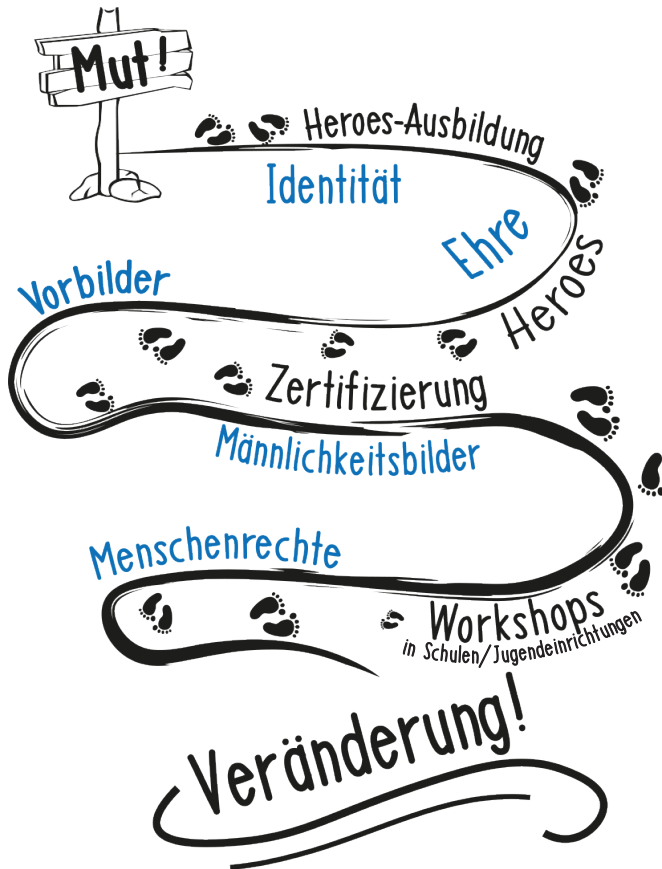 Mut!
Heroes-Ausbildung
Identität
Ehre
Heroes
Vorbilder
Zertifizierung
Männlichkeitsbilder
Menschenrechte
Workshops
in Schulen/Jugendeinrichtungen
Veränderung!